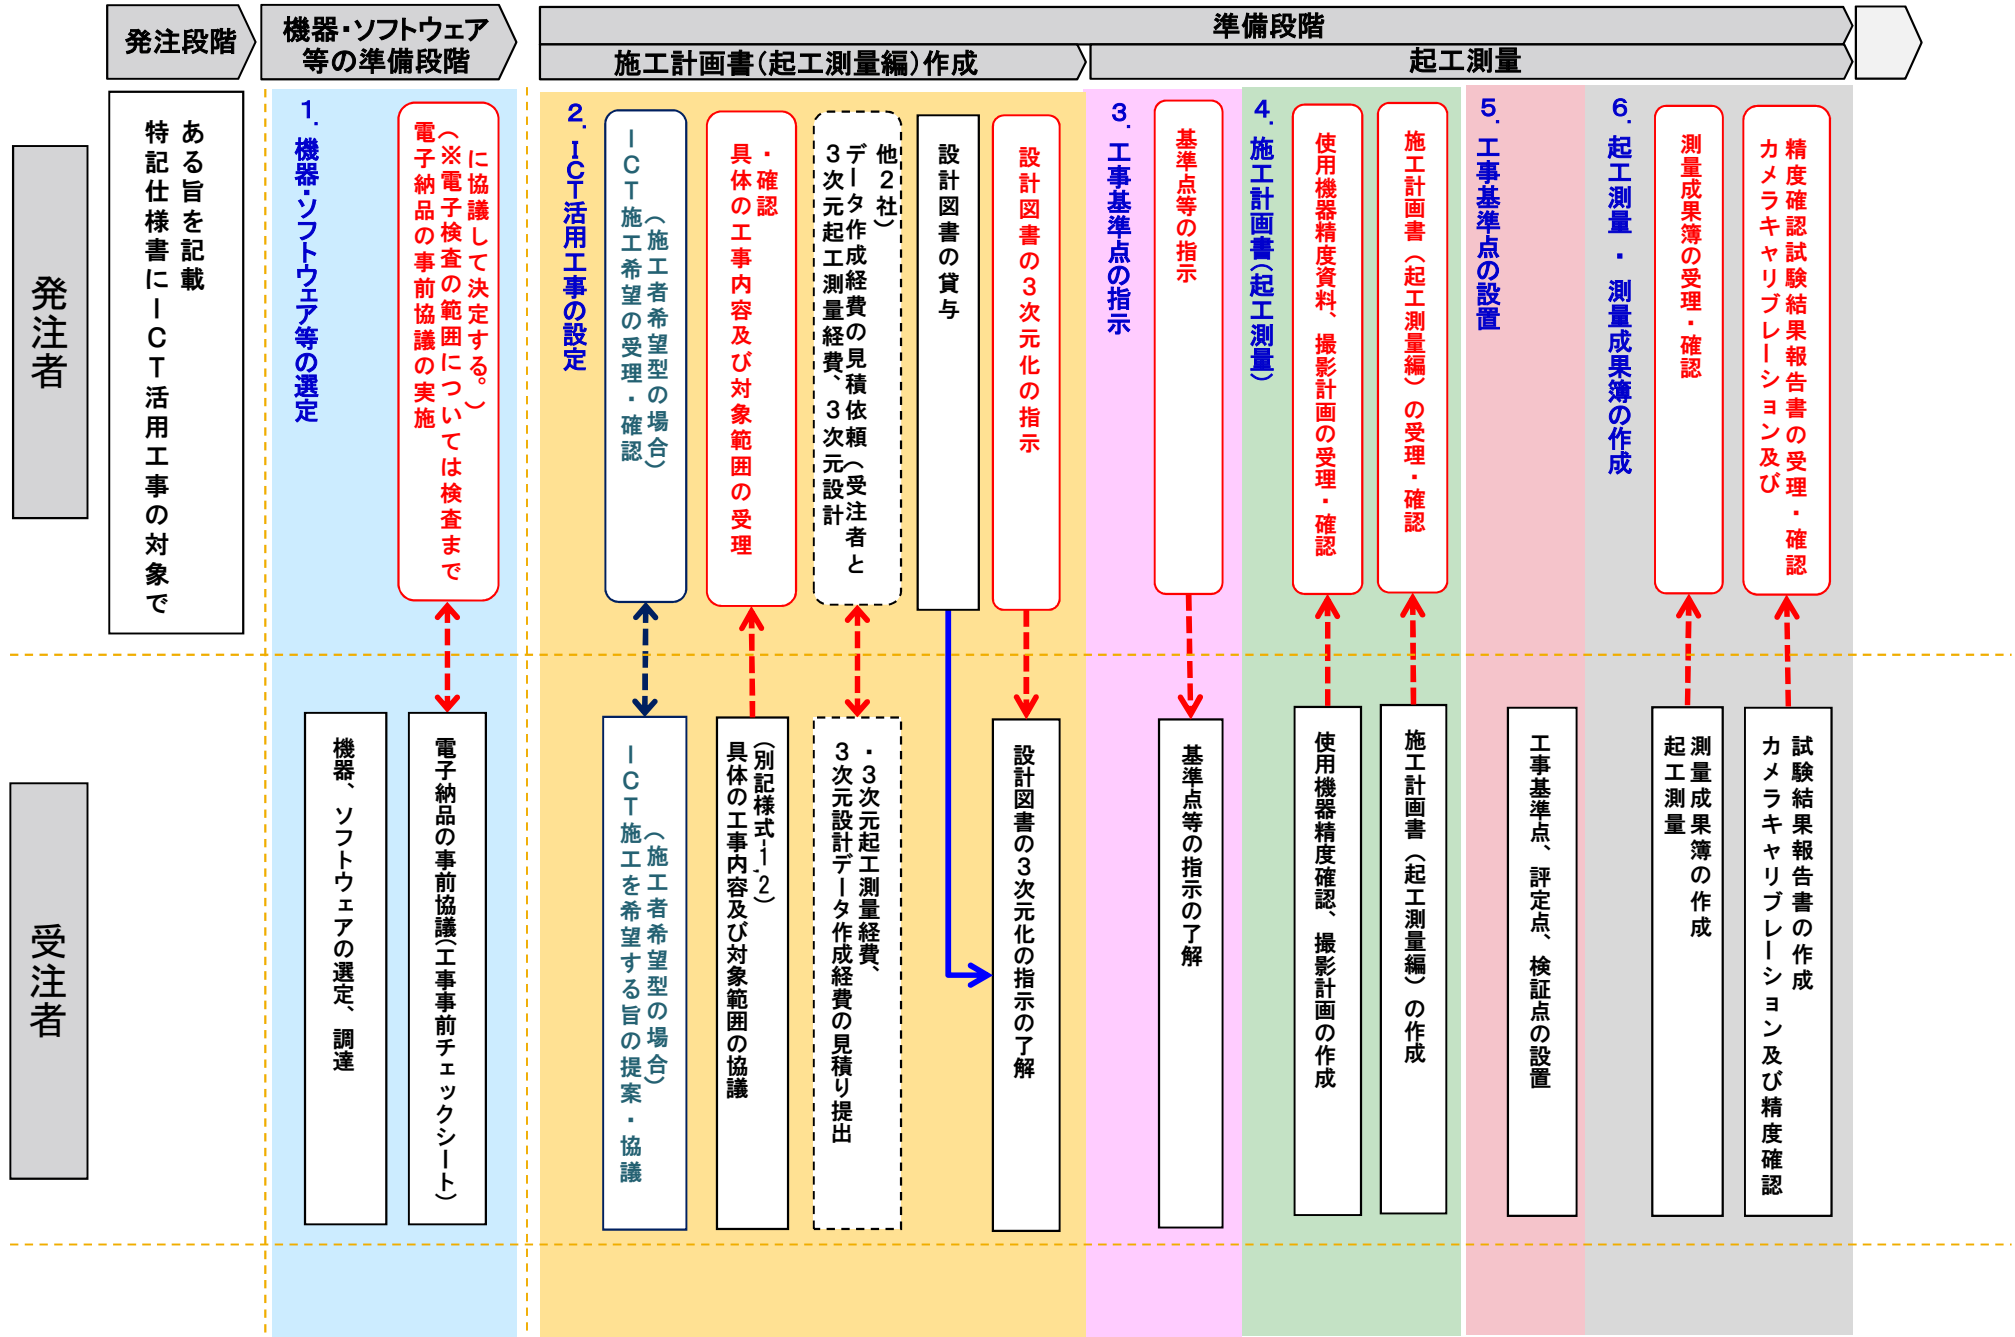 発注段階
機器・ソフトウェア
等の準備段階
準備段階
施工計画書（起工測量編）作成
起工測量
発注者
特記仕様書にＩＣＴ活用工事の対象で
ある旨を記載
１．機器・ソフトウェア等の選定
電子納品の事前協議の実施
（※電子検査の範囲については検査まで
に協議して決定する。）
２．ＩＣＴ活用工事の設定
ＩＣＴ施工希望の受理・確認
（施工者希望型の場合）
具体の工事内容及び対象範囲の受理
・確認
３次元起工測量経費、３次元設計
データ作成経費の見積依頼（受注者と
他２社）
設計図書の貸与
設計図書の３次元化の指示
３．工事基準点の指示
基準点等の指示
４．施工計画書（起工測量）
使用機器精度資料、撮影計画の受理・確認
施工計画書（起工測量編）の受理・確認
５．工事基準点の設置
６．起工測量・測量成果簿の作成
測量成果簿の受理・確認
カメラキャリブレーション及び
精度確認試験結果報告書の受理・確認
受注者
機器、ソフトウェアの選定、調達
電子納品の事前協議（工事事前チェックシート）
ＩＣＴ施工を希望する旨の提案・協議
（施工者希望型の場合）
具体の工事内容及び対象範囲の協議
（別記様式-1,2）
３次元設計データ作成経費の見積り提出
・３次元起工測量経費、
設計図書の３次元化の指示の了解
基準点等の指示の了解
使用機器精度確認、撮影計画の作成
施工計画書（起工測量編）の作成
工事基準点、評定点、検証点の設置
起工測量
測量成果簿の作成
カメラキャリブレーション及び精度確認
試験結果報告書の作成